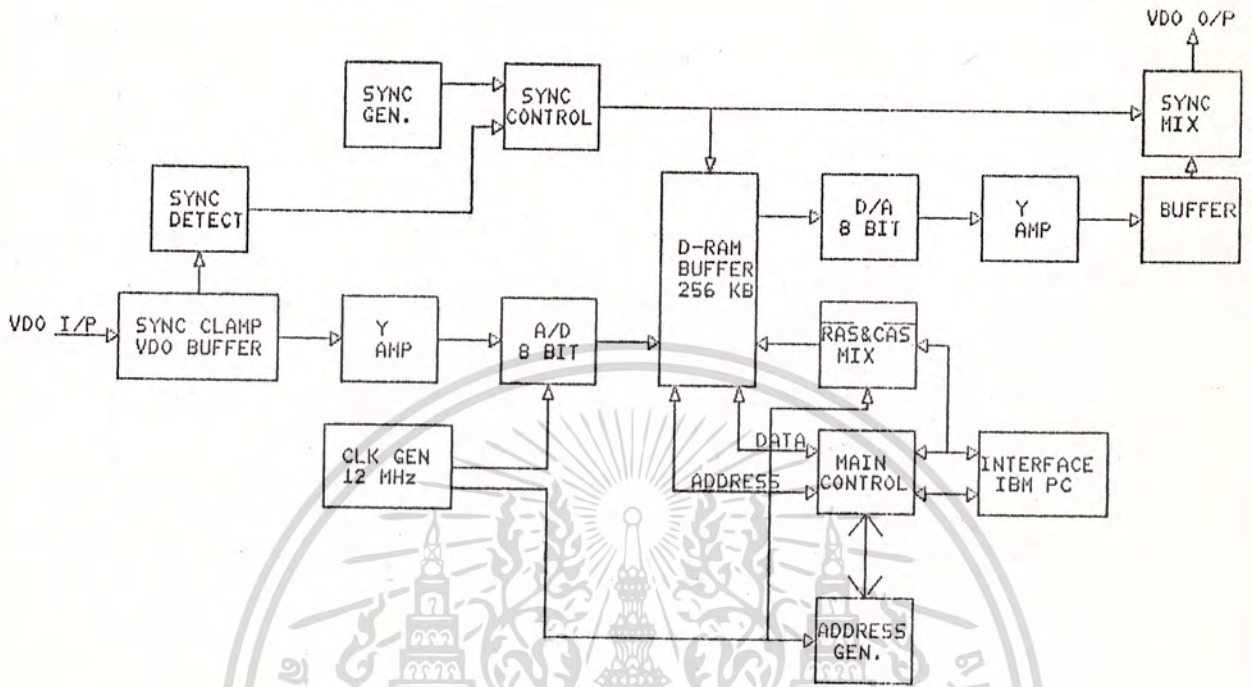 VDO O/P
SYNC
GEN.
SYNC
CONTROL
SYNC
MIX
SYNC
DETECT
D-RAM
BUFFER
256 KB
D/A
8 BIT
Y
AMP
BUFFER
VDO I/P
SYNC CLAMP
VDO BUFFER
Y
AMP
A/D
8 BIT
RAS&CAS
MIX
CLK GEN
12 MHz
DATA
ADDRESS
MAIN
CONTROL
INTERFACE
IBM PC
ADDRESS
GEN.